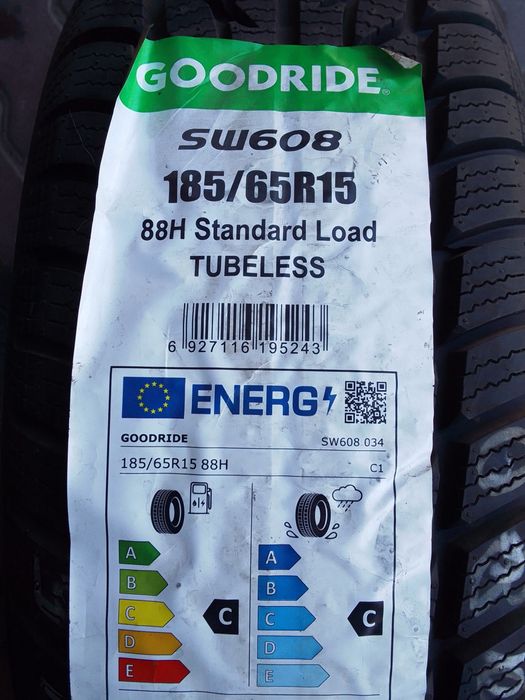 GOODRIDE®
SW608
185/65R15
88H Standard Load
TUBELESS
6 927116 195243
ENERG
GOODRIDE SW608 034
185/65R15 88H C1
A A
B B
C C C C
D D
E E